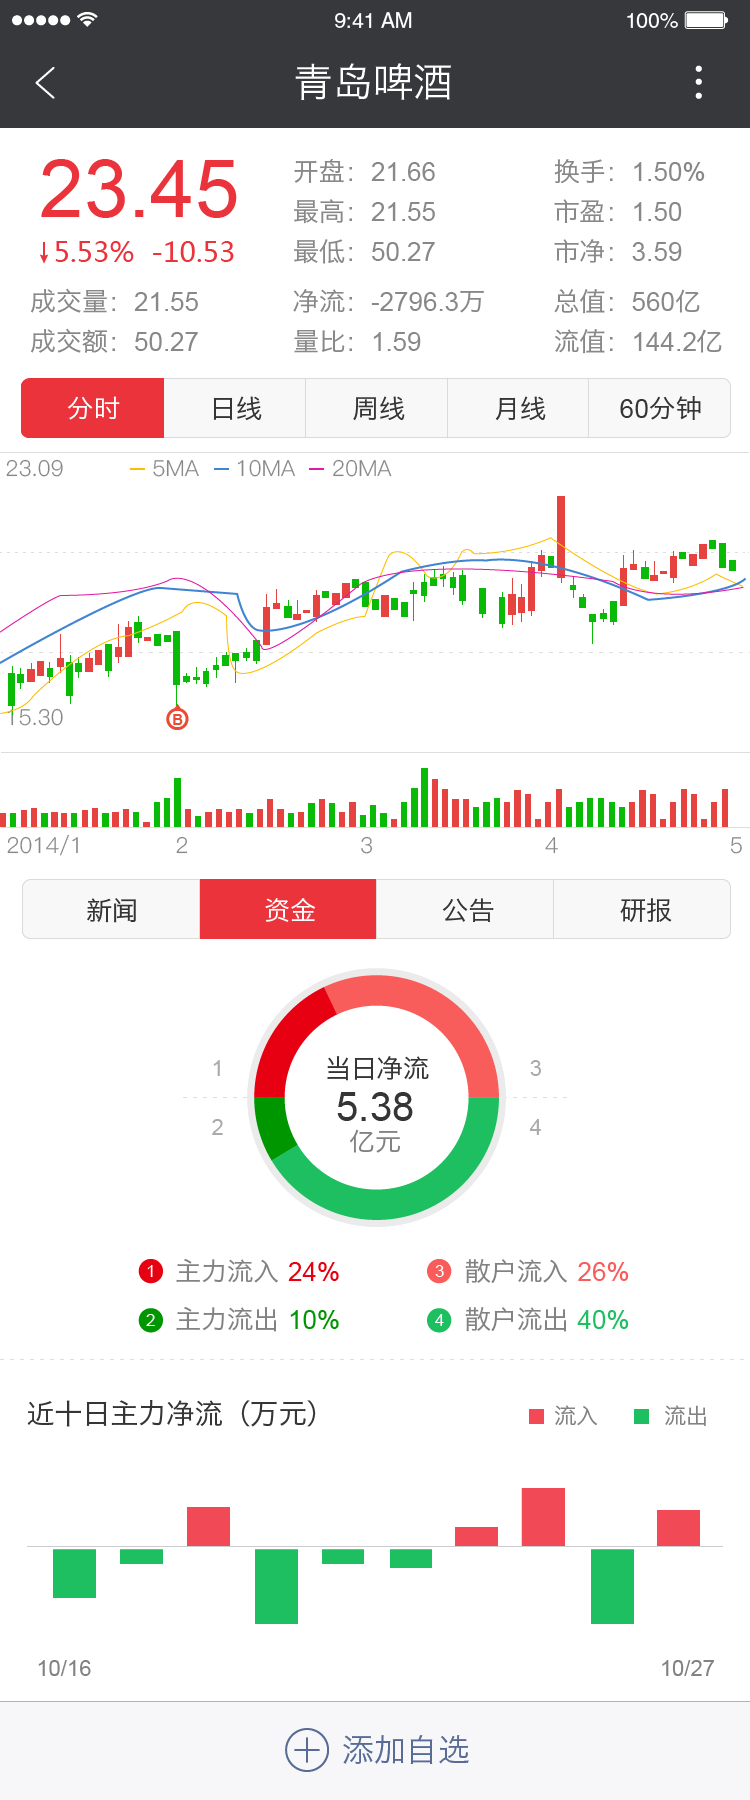 9:41 AM
100%
青岛啤酒
23.45
↓5.53% -10.53
开盘：21.66
换手：1.50%
最高：21.55
市盈：1.50
最低：50.27
市净：3.59
成交量：21.55
净流：-2796.3万
总值：560亿
成交额：50.27
量比：1.59
流值：144.2亿
分时
日线
周线
月线
60分钟
23.09
5MA
10MA
20MA
15.30
B
2014/1
2
3
4
5
新闻
资金
公告
研报
1
3
2
4
当日净流
5.38
亿元
1 主力流入 24%
3 散户流入 26%
2 主力流出 10%
4 散户流出 40%
近十日主力净流（万元）
流入
流出
10/16
10/27
添加自选